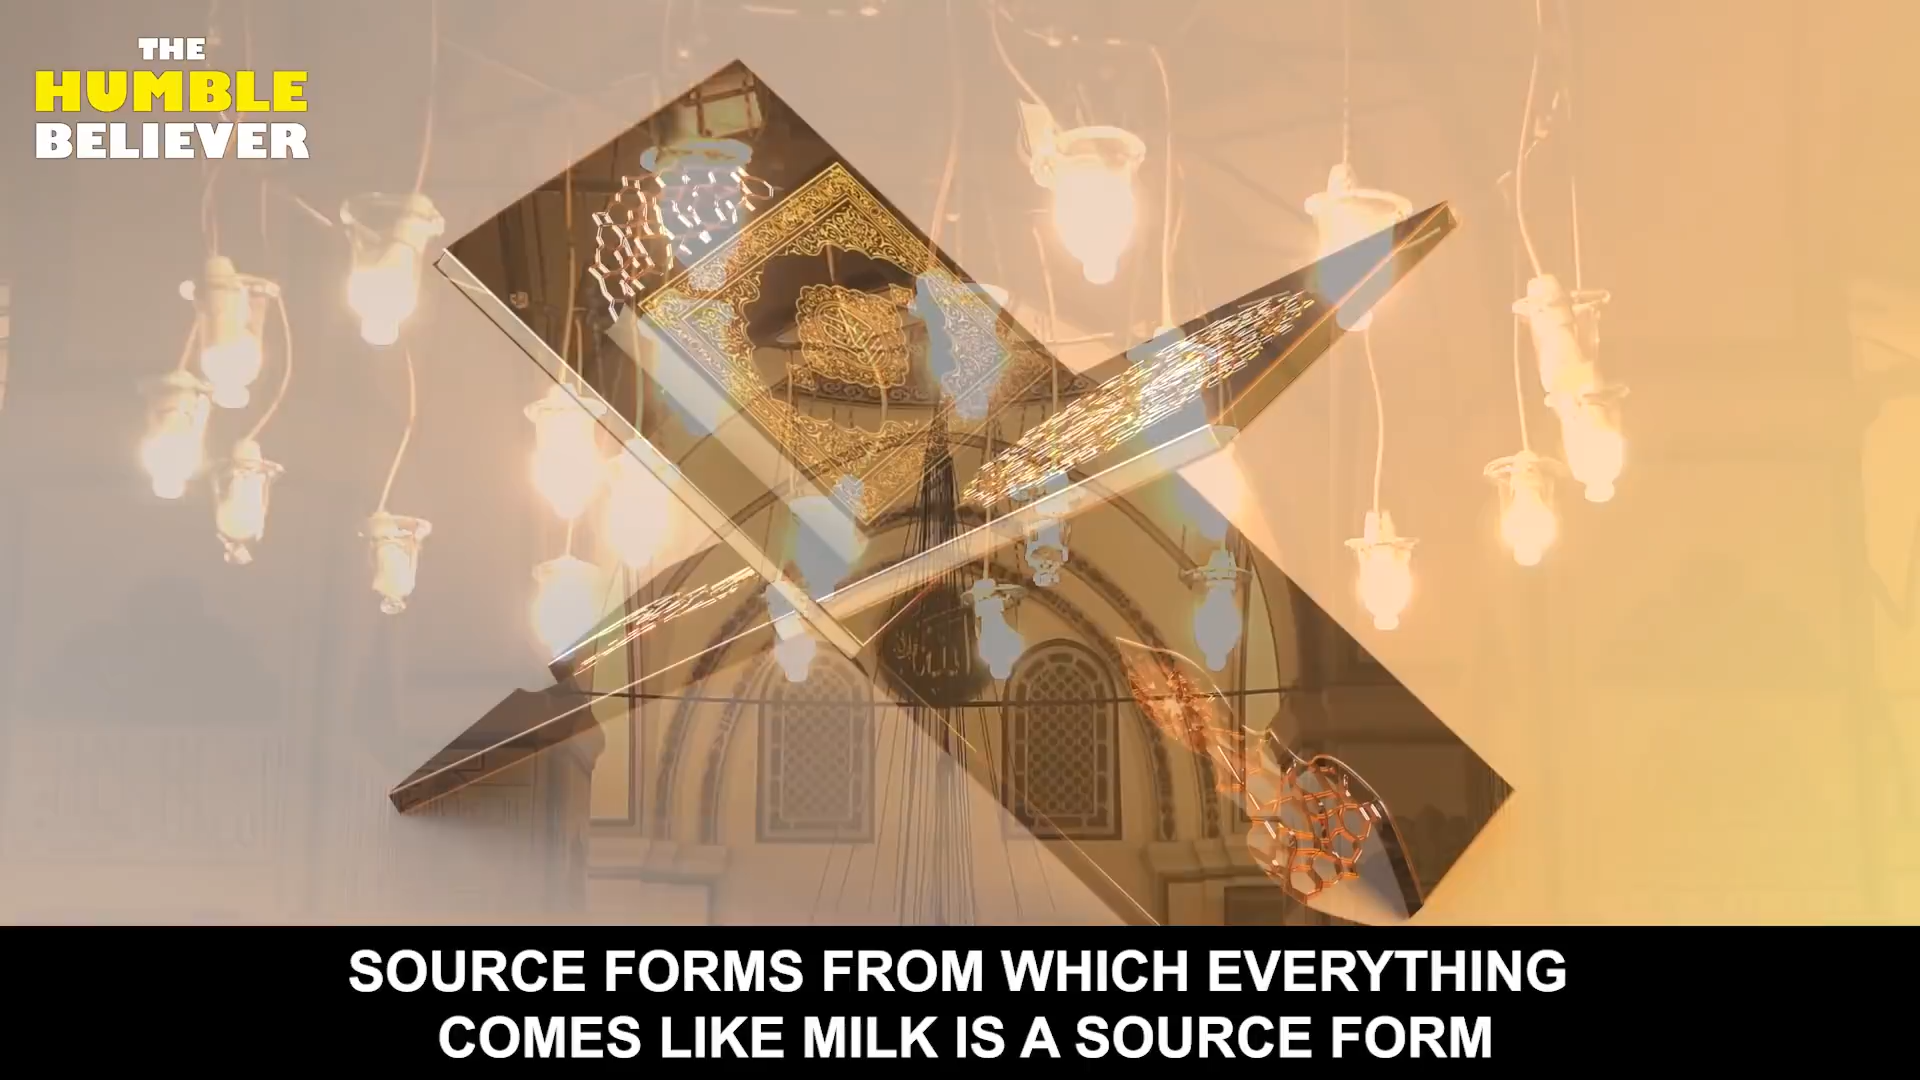 THE
HUMBLE
BELIEVER
SOURCE FORMS FROM WHICH EVERYTHING
COMES LIKE MILK IS A SOURCE FORM